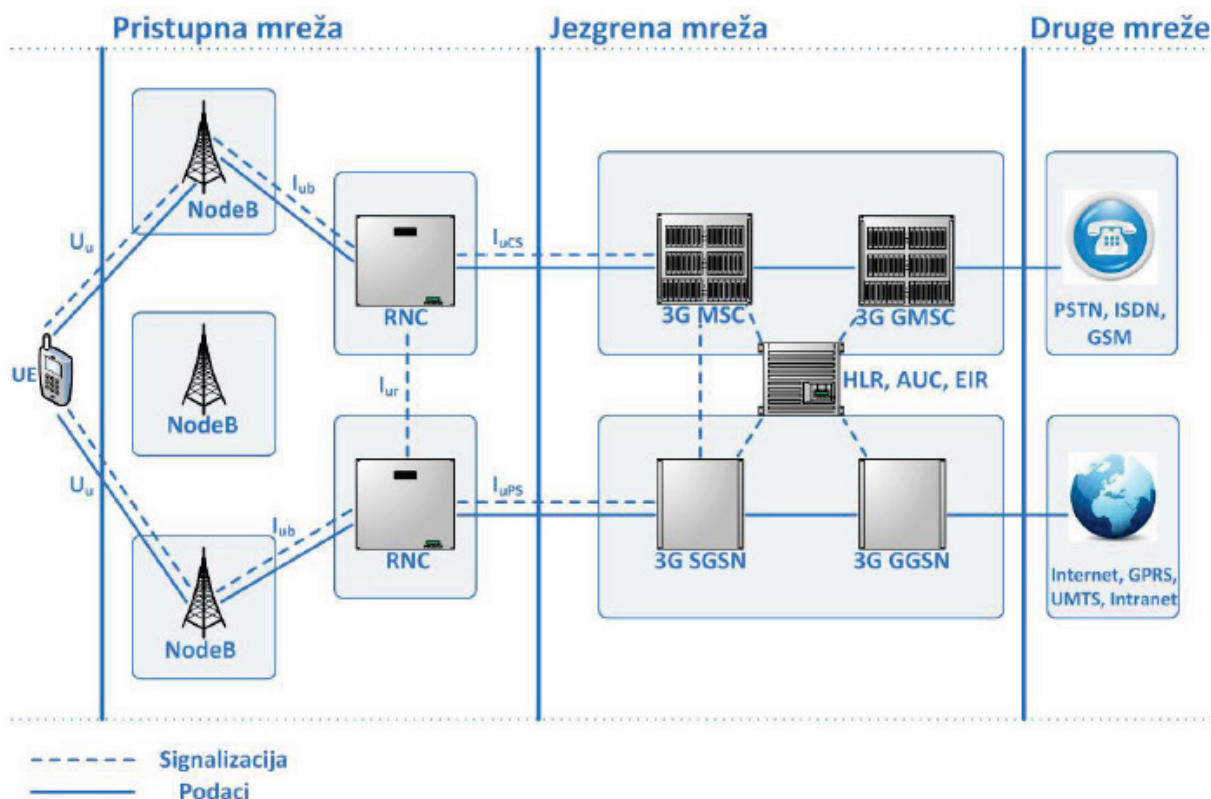 Pristupna mreža
Jezgrena mreža
Druge mreže
NodeB
Iub
Uu
RNC
IuCS
3G MSC
3G GMSC
PSTN, ISDN,
GSM
UE
NodeB
Iur
HLR, AUC, EIR
Uu
Iub
RNC
IuPS
3G SGSN
3G GGSN
Internet, GPRS,
UMTS, Intranet
NodeB
Signalizacija
Podaci